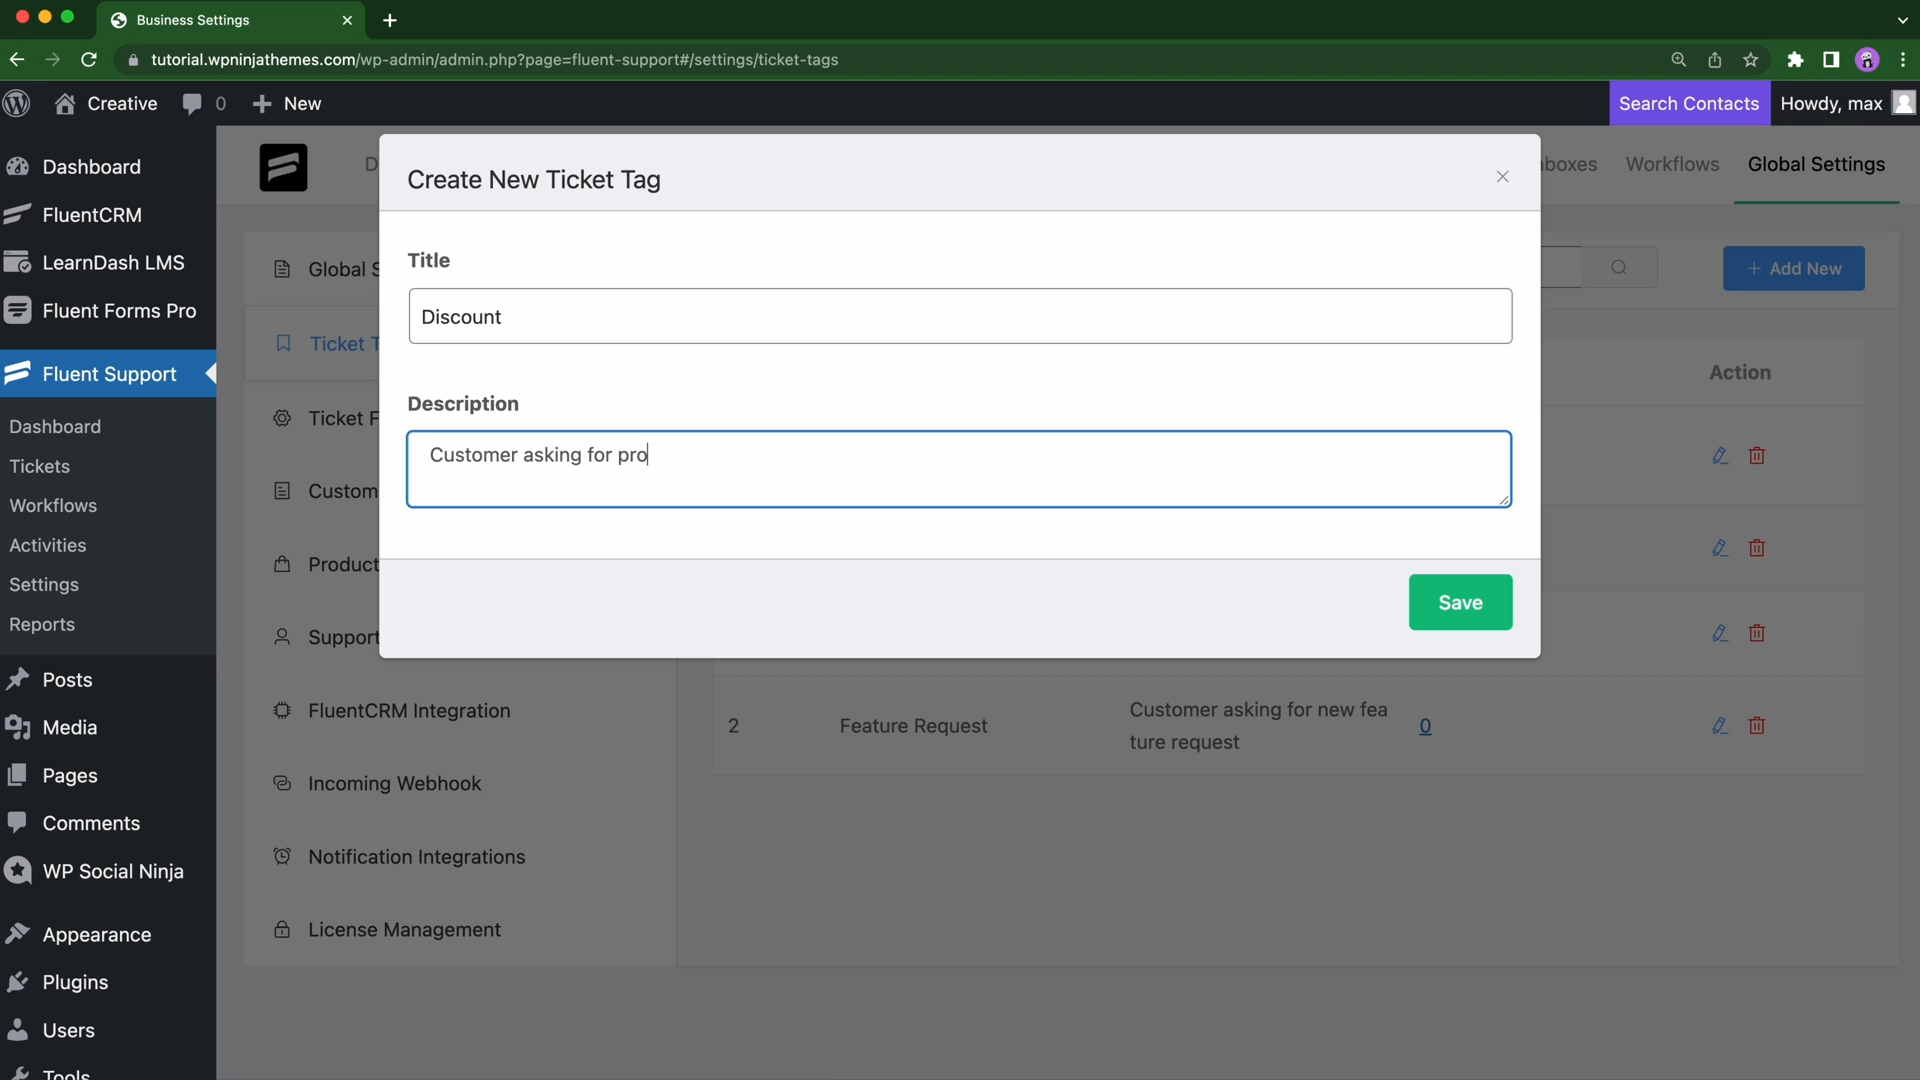 Business Settings
tutorial.wpninjathemes.com/wp-admin/admin.php?page=fluent-support#/settings/ticket-tags
Creative 0 New
Search Contacts Howdy, max
Dashboard
FluentCRM
LearnDash LMS
Fluent Forms Pro
Fluent Support
Dashboard
Tickets
Workflows
Activities
Settings
Reports
Posts
Media
Pages
Comments
WP Social Ninja
Appearance
Plugins
Users
Tools
D
boxes Workflows Global Settings
Global S
Ticket T
Ticket F
Custom
Product
Support
FluentCRM Integration
Incoming Webhook
Notification Integrations
License Management
Create New Ticket Tag
Title
Discount
Description
Customer asking for pro
Save
Add New
Action
2 Feature Request Customer asking for new fea 0
ture request